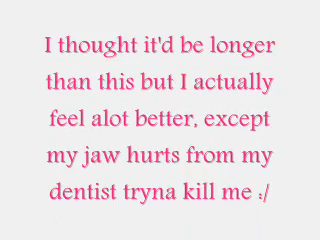 I thought it'd be longer
than this but I actually
feel alot better, except
my jaw hurts from my
dentist tryna kill me :/